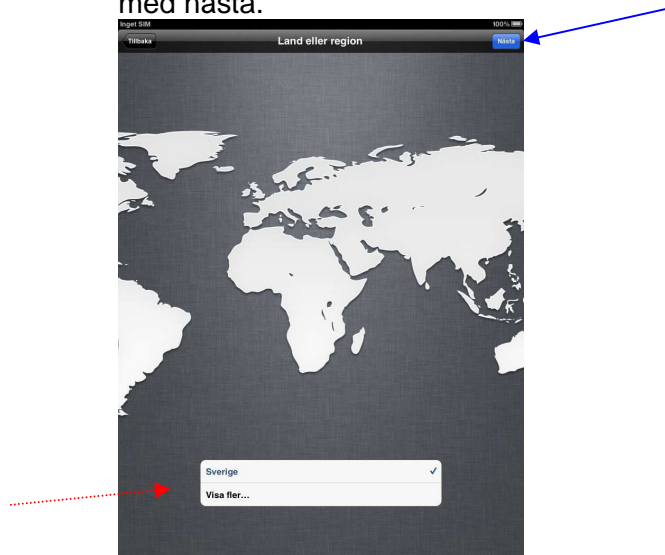 med nästa.
Inget SIM 100%
Tillbaka Land eller region Nästa
Sverige
Visa fler...